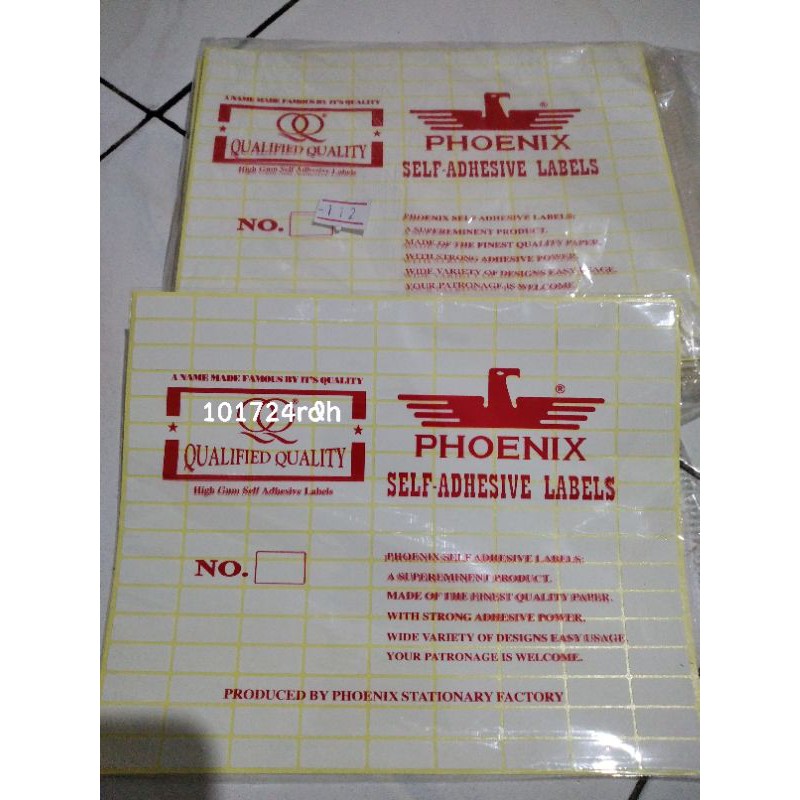 A NAME MADE FAMOUS BY IT'S QUALITY
QQ
QUALIFIED QUALITY
High Gum Self Adhesive Labels
®
PHOENIX
SELF-ADHESIVE LABELS
NO.
-112
PHOENIX SELF ADHESIVE LABELS:
A SUPEREMINENT PRODUCT.
MADE OF THE FINEST QUALITY PAPER.
WITH STRONG ADHESIVE POWER.
WIDE VARIETY OF DESIGNS EASY USAGE.
YOUR PATRONAGE IS WELCOME.
A NAME MADE FAMOUS BY IT'S QUALITY
QQ
101724r&h
QUALIFIED QUALITY
High Gum Self Adhesive Labels
®
PHOENIX
SELF-ADHESIVE LABELS
NO.
PHOENIX SELF ADHESIVE LABELS:
A SUPEREMINENT PRODUCT.
MADE OF THE FINEST QUALITY PAPER.
WITH STRONG ADHESIVE POWER.
WIDE VARIETY OF DESIGNS EASY USAGE.
YOUR PATRONAGE IS WELCOME.
PRODUCED BY PHOENIX STATIONARY FACTORY